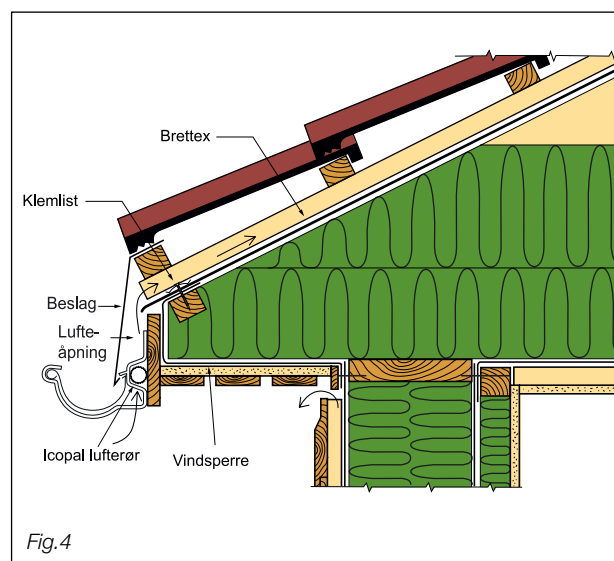 Brettex
Klemlist
Beslag
Lufte-
åpning
Icopal lufterør
Vindsperre
Fig.4